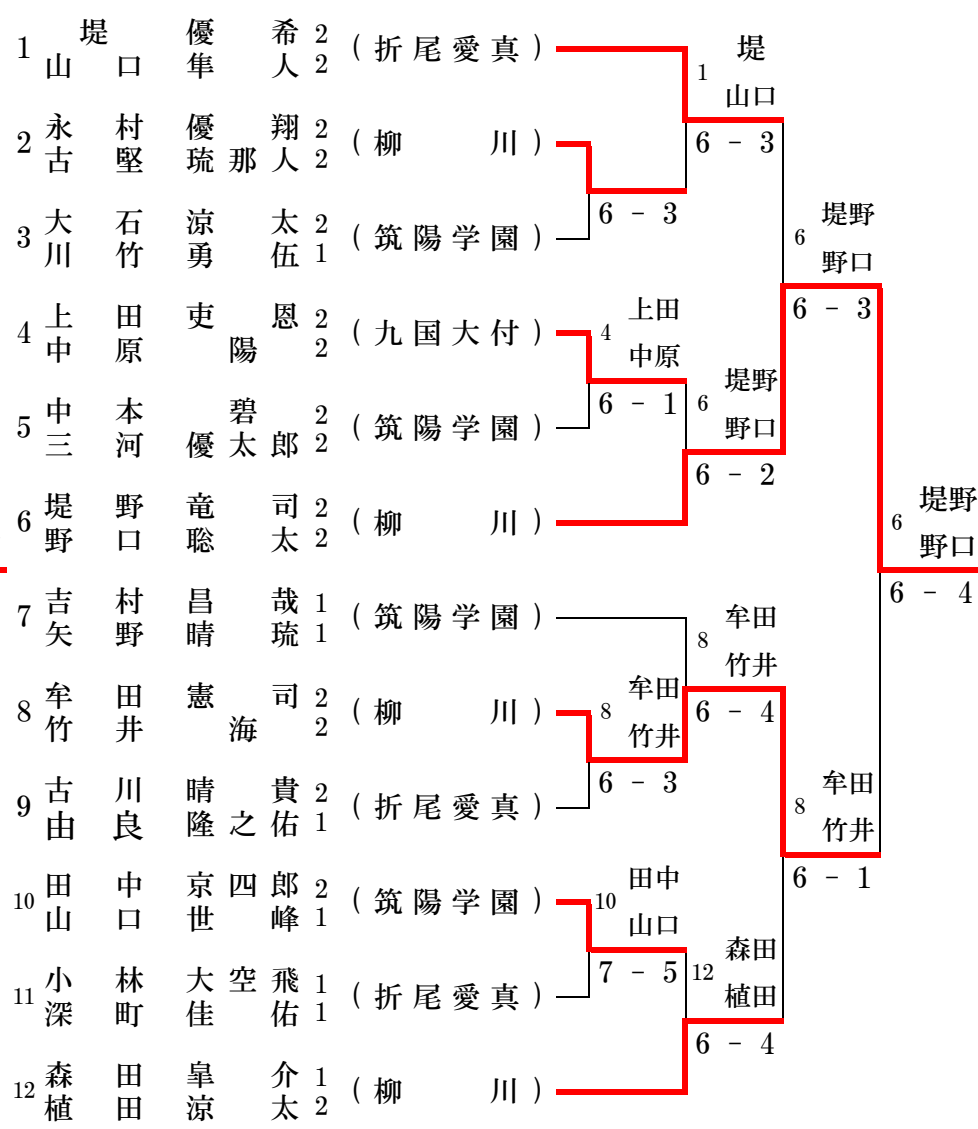 1 堤 優 希 2 (折尾愛真)
山 口 隼 人 2
2 永 村 優 翔 2 (柳 川)
古 堅 琉 那 人 2
3 大 石 涼 太 2 (筑陽学園)
川 竹 勇 伍 1
4 上 田 吏 恩 2 (九国大付)
中 原 陽 2
5 中 本 碧 2 (筑陽学園)
三 河 優 太 郎 2
6 堤 野 竜 司 2 (柳 川)
野 口 聡 太 2
7 吉 村 昌 哉 1 (筑陽学園)
矢 野 晴 琉 1
8 牟 田 憲 司 2 (柳 川)
竹 井 海 2
9 古 川 晴 貴 2 (折尾愛真)
由 良 隆 之 佑 1
10 田 中 京 四 郎 2 (筑陽学園)
山 口 世 峰 1
11 小 林 大 空 飛 1 (折尾愛真)
深 町 佳 佑 1
12 森 田 皐 介 1 (柳 川)
植 田 涼 太 2
6 - 3
4 上田
中原
6 - 1
8 牟田
竹井
6 - 3
10 田中
山口
7 - 5
1 堤
山口
6 - 3
6 堤野
野口
6 - 2
8 牟田
竹井
6 - 4
12 森田
植田
6 - 4
6 堤野
野口
6 - 3
8 牟田
竹井
6 - 1
6 堤野
野口
6 - 4